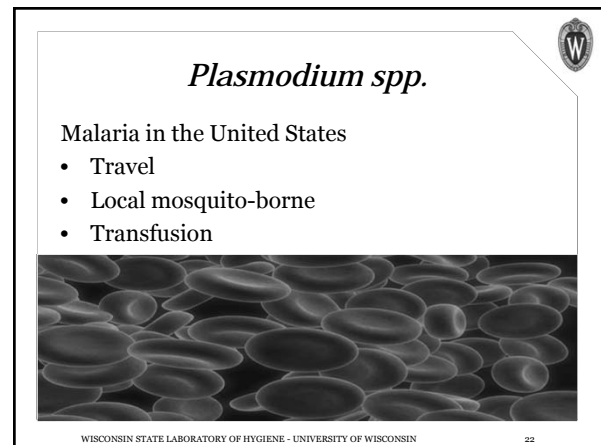 W
Plasmodium spp.
Malaria in the United States
• Travel
• Local mosquito-borne
• Transfusion
WISCONSIN STATE LABORATORY OF HYGIENE - UNIVERSITY OF WISCONSIN 22